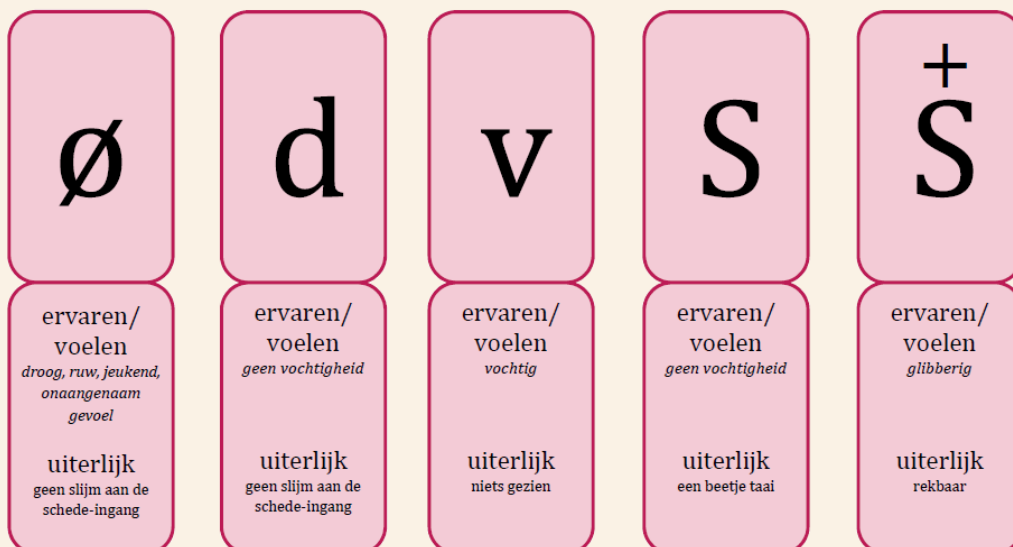 ø
d
v
S
+
S
ervaren/
voelen
droog, ruw, jeukend,
onaangenaam
gevoel
uiterlijk
geen slijm aan de
schede-ingang
ervaren/
voelen
geen vochtigheid
uiterlijk
geen slijm aan de
schede-ingang
ervaren/
voelen
vochtig
uiterlijk
niets gezien
ervaren/
voelen
geen vochtigheid
uiterlijk
een beetje taai
ervaren/
voelen
glibberig
uiterlijk
rekbaar